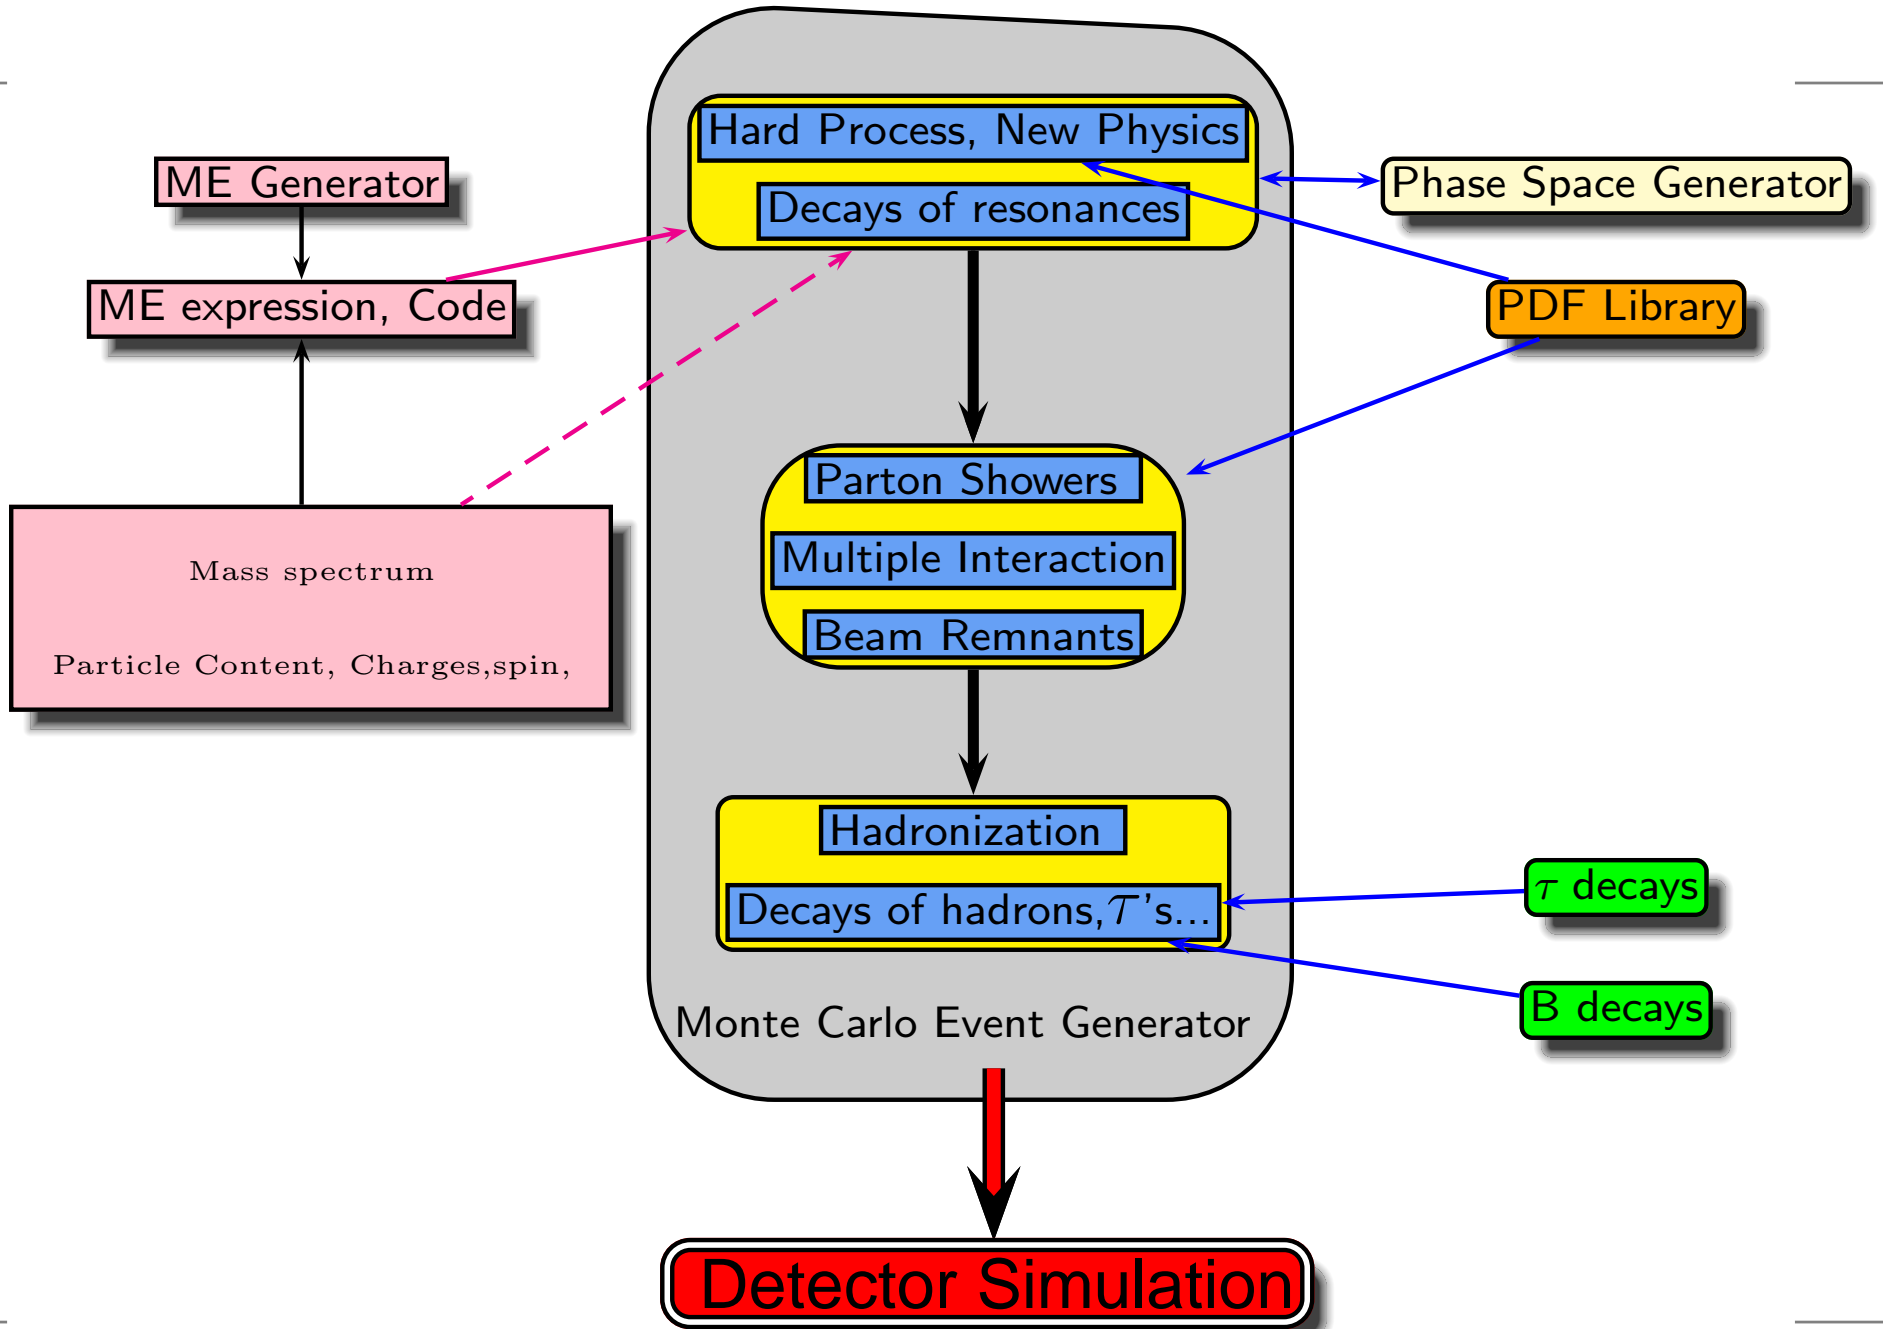 Hard Process, New Physics
Decays of resonances
ME Generator
ME expression, Code
Mass spectrum
Particle Content, Charges,spin,
Phase Space Generator
PDF Library
Parton Showers
Multiple Interaction
Beam Remnants
Hadronization
Decays of hadrons,τ's...
τ decays
B decays
Monte Carlo Event Generator
Detector Simulation